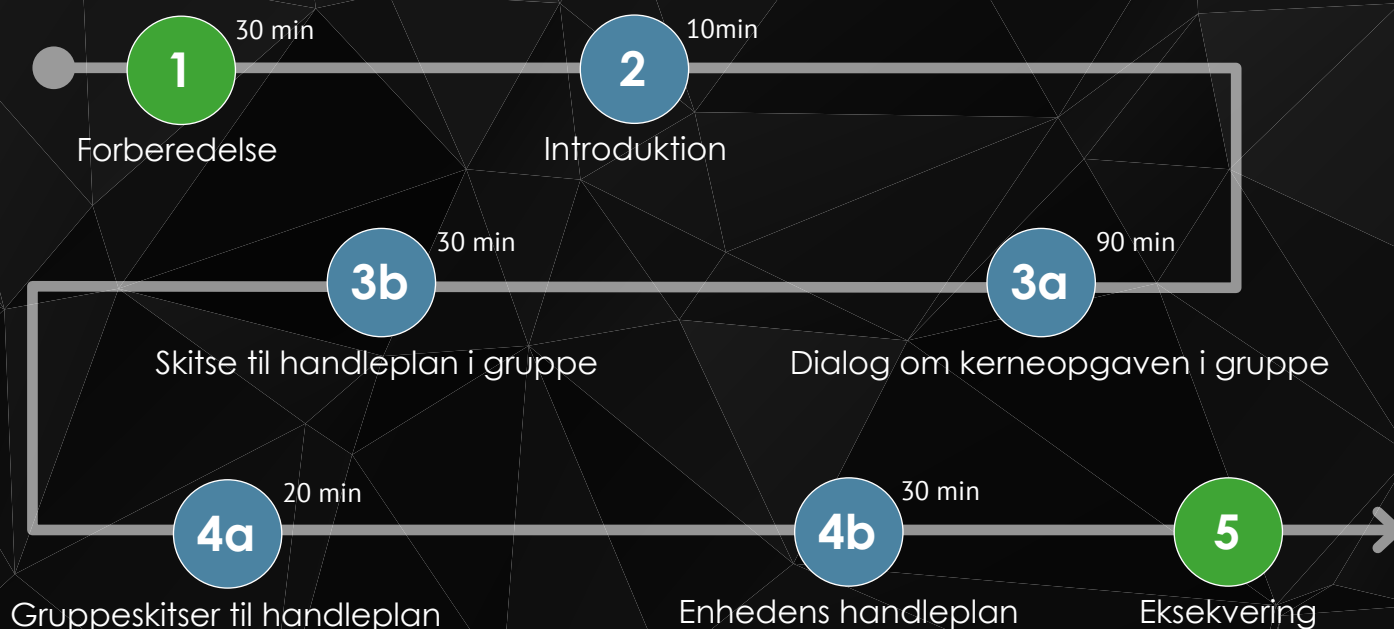 1
30 min
Forberedelse
2
10min
Introduktion
3a
90 min
Dialog om kerneopgaven i gruppe
3b
30 min
Skitse til handleplan i gruppe
4a
20 min
Gruppeskitser til handleplan
4b
30 min
Enhedens handleplan
5
Eksekvering